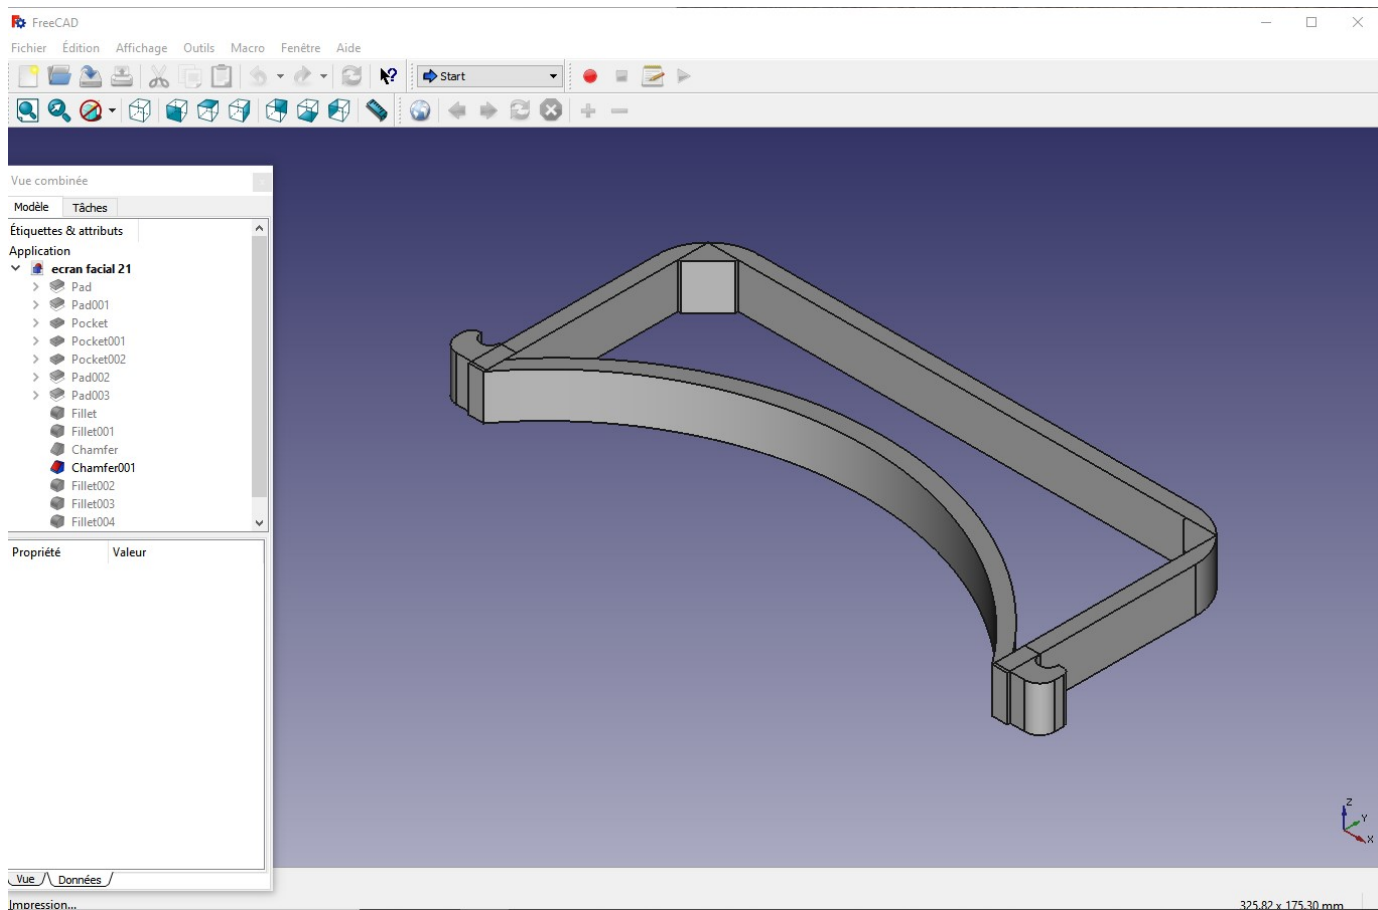 FreeCAD
Fichier Édition Affichage Outils Macro Fenêtre Aide
Start
Vue combinée
Modèle Tâches
Étiquettes & attributs
Application
ecran facial 21
Pad
Pad001
Pocket
Pocket001
Pocket002
Pad002
Pad003
Fillet
Fillet001
Chamfer
Chamfer001
Fillet002
Fillet003
Fillet004
Propriété Valeur
Z
Y
X
Vue Données
Impression...
325.82 x 175.30 mm